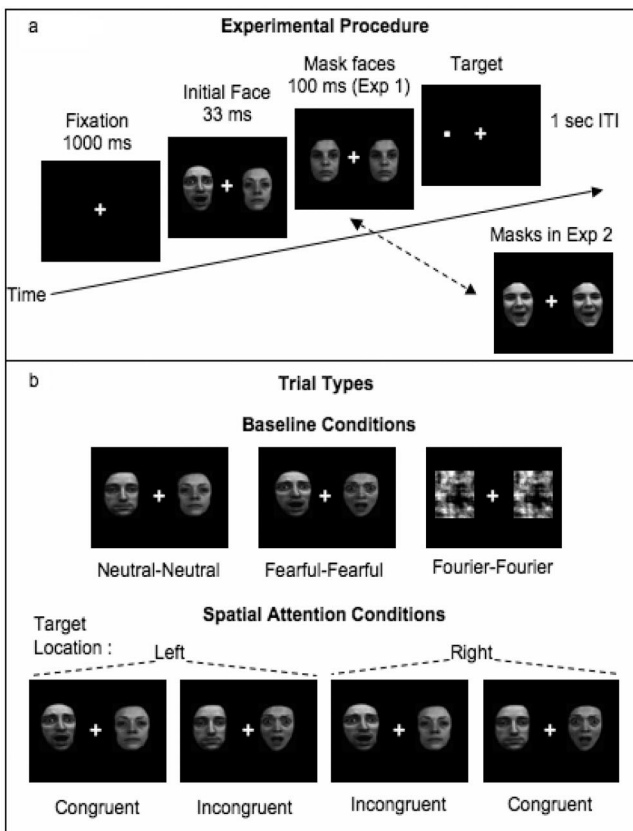 a
Experimental Procedure
Fixation
1000 ms
Initial Face
33 ms
Mask faces
100 ms (Exp 1)
Target
1 sec ITI
Masks in Exp 2
Time
b
Trial Types
Baseline Conditions
Neutral-Neutral
Fearful-Fearful
Fourier-Fourier
Spatial Attention Conditions
Target
Location :
Left
Right
Congruent
Incongruent
Incongruent
Congruent